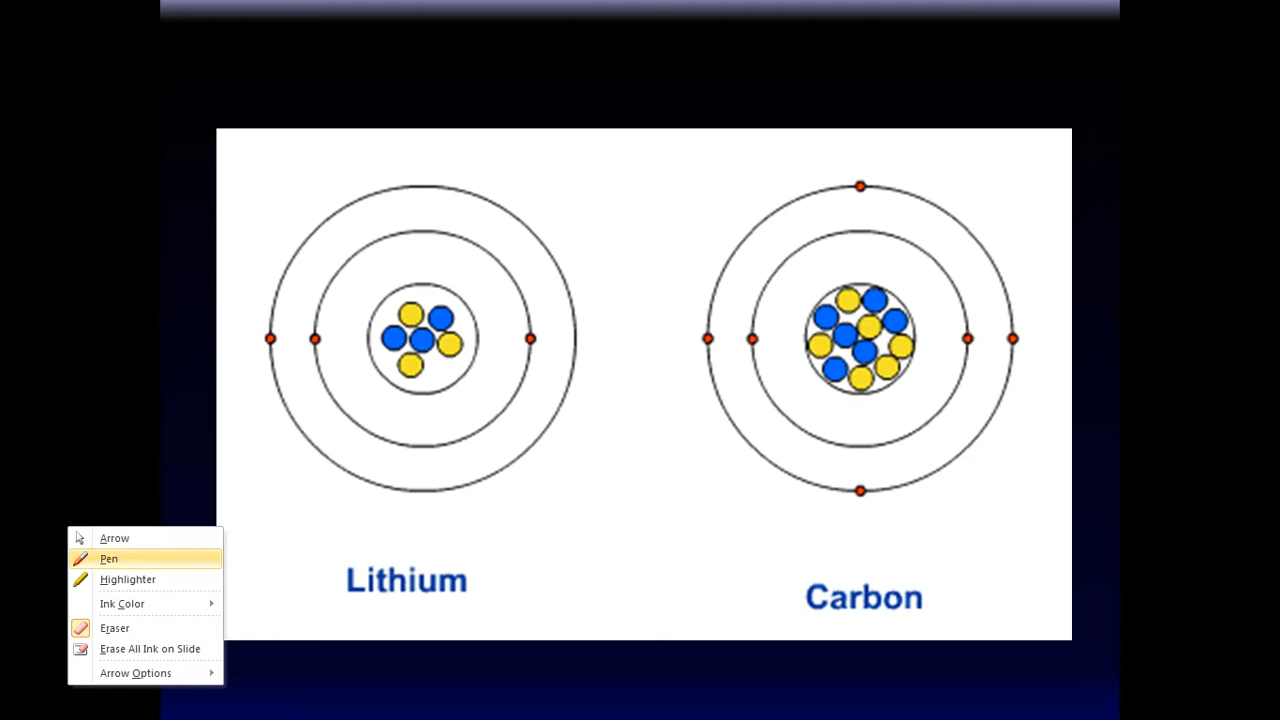 Lithium
Carbon
Arrow
Pen
Highlighter
Ink Color
Eraser
Erase All Ink on Slide
Arrow Options